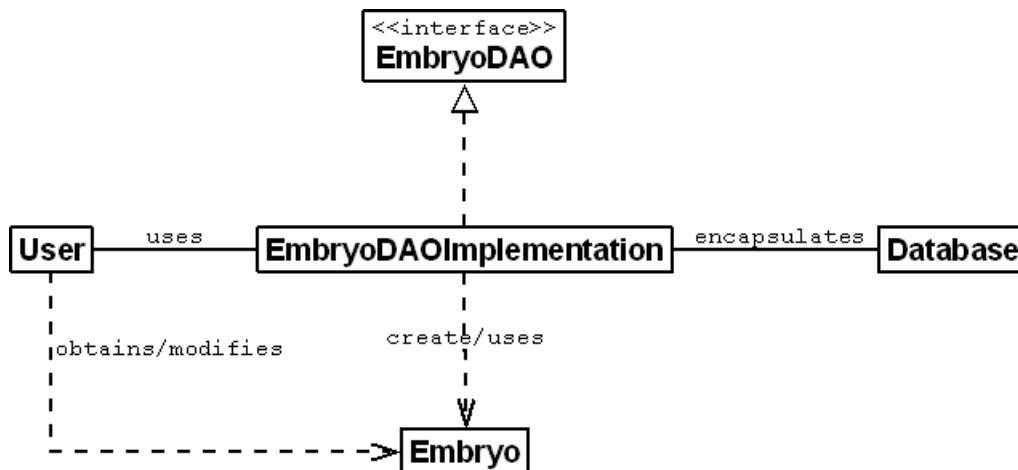 <<interface>>
EmbryoDAO
User
uses
EmbryoDAOImplementation
encapsulates
Database
obtains/modifies
create/uses
Embryo